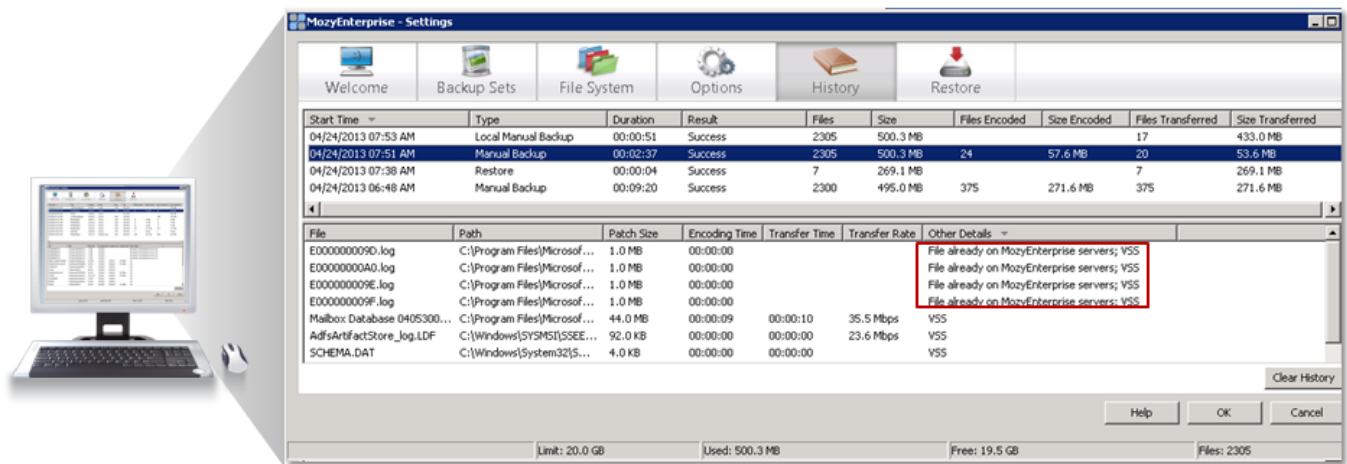 MozyEnterprise - Settings
Welcome Backup Sets File System Options History Restore
Start Time Type Duration Result Files Size Files Encoded Size Encoded Files Transferred Size Transferred
04/24/2013 07:53 AM Local Manual Backup 00:00:51 Success 2305 500.3 MB 17 433.0 MB
04/24/2013 07:51 AM Manual Backup 00:02:37 Success 2305 500.3 MB 24 57.6 MB 20 53.6 MB
04/24/2013 07:38 AM Restore 00:00:04 Success 7 269.1 MB 7 269.1 MB
04/24/2013 06:48 AM Manual Backup 00:09:20 Success 2300 495.0 MB 375 271.6 MB 375 271.6 MB
File Path Patch Size Encoding Time Transfer Time Transfer Rate Other Details
E000000009D.log C:\Program Files\Microsof... 1.0 MB 00:00:00 File already on MozyEnterprise servers; VSS
E00000000A0.log C:\Program Files\Microsof... 1.0 MB 00:00:00 File already on MozyEnterprise servers; VSS
E000000009E.log C:\Program Files\Microsof... 1.0 MB 00:00:00 File already on MozyEnterprise servers; VSS
E000000009F.log C:\Program Files\Microsof... 1.0 MB 00:00:00 File already on MozyEnterprise servers; VSS
Mailbox Database 0405300... C:\Program Files\Microsof... 44.0 MB 00:00:09 00:00:10 35.5 Mbps VSS
AdfsArtifactStore_log.LDF C:\Windows\SYSMSI\SSEE... 92.0 KB 00:00:00 00:00:00 23.6 Mbps VSS
SCHEMA.DAT C:\Windows\System32\S... 4.0 KB 00:00:00 00:00:00 VSS
Clear History
Help OK Cancel
Limit: 20.0 GB Used: 500.3 MB Free: 19.5 GB Files: 2305